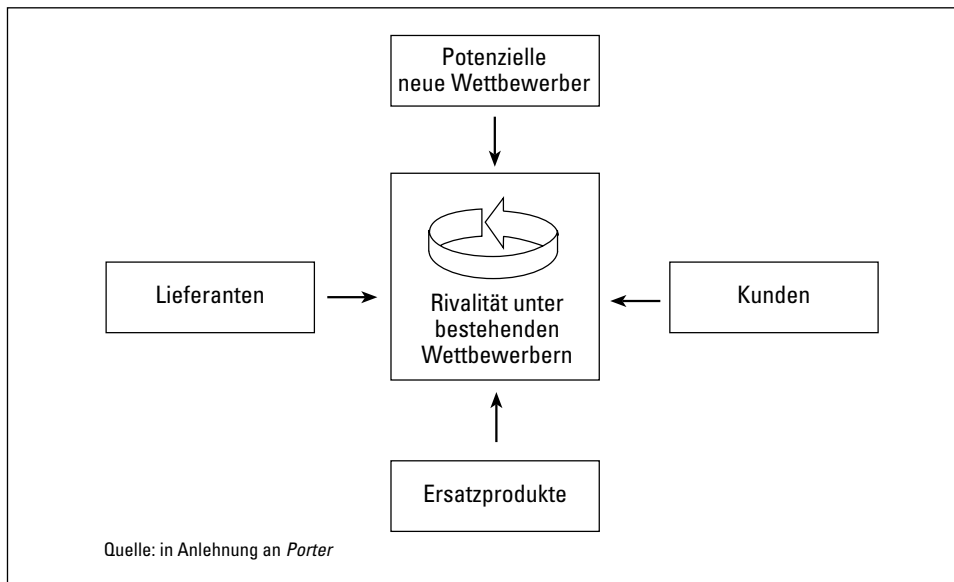 Potenzielle
neue Wettbewerber
Lieferanten
Rivalität unter
bestehenden
Wettbewerbern
Kunden
Ersatzprodukte
Quelle: in Anlehnung an Porter